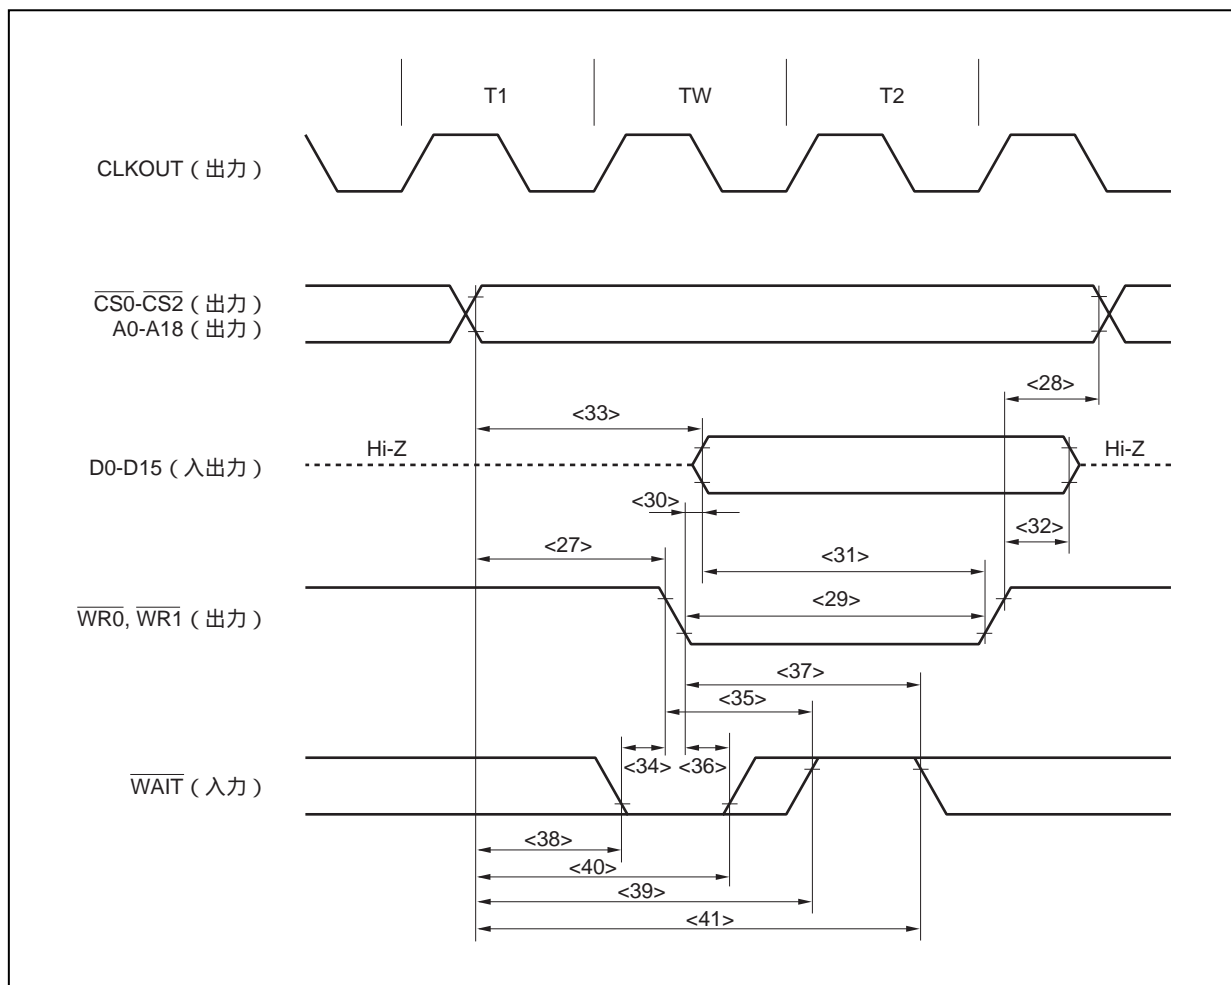 T1 TW T2
CLKOUT（出力）
CS0-CS2（出力）
A0-A18（出力）
<28>
<33>
Hi-Z
Hi-Z
D0-D15（入出力）
<30>
<32>
<27>
<31>
<29>
WR0, WR1（出力）
<37>
<35>
<34> <36>
WAIT（入力）
<38>
<40>
<39>
<41>